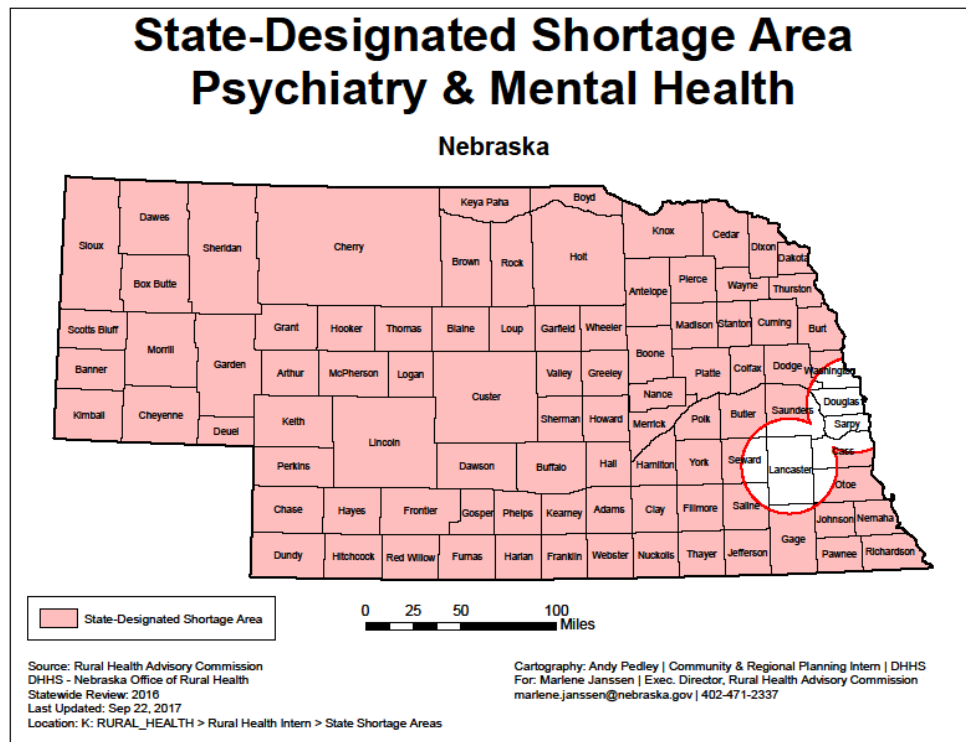 State-Designated Shortage Area
Psychiatry & Mental Health
Nebraska
Keya Paha
Boyd
Dawes
Knox
Cedar
Sioux
Sheridan
Cherry
Dixon
Dakota
Brown
Rock
Holt
Box Butte
Antelope
Pierce
Wayne
Thurston
Scotts Bluff
Grant
Hooker
Thomas
Blaine
Loup
Garfield
Wheeler
Madison
Stanton
Cuming
Burt
Morrill
Garden
Boone
Banner
Arthur
McPherson
Logan
Valley
Greeley
Platte
Colfax
Dodge
Washington
Custer
Nance
Douglas
Kimball
Cheyenne
Keith
Sherman
Howard
Merrick
Polk
Butler
Saunders
Sarpy
Deuel
Lincoln
Cass
Perkins
Dawson
Buffalo
Hall
Hamilton
York
Seward
Lancaster
Otoe
Chase
Hayes
Frontier
Gosper
Phelps
Kearney
Adams
Clay
Fillmore
Saline
Johnson
Nemaha
Gage
Dundy
Hitchcock
Red Willow
Furnas
Harlan
Franklin
Webster
Nuckolls
Thayer
Jefferson
Pawnee
Richardson
State-Designated Shortage Area
0 25 50 100
Miles
Source: Rural Health Advisory Commission
DHHS - Nebraska Office of Rural Health
Statewide Review: 2016
Last Updated: Sep 22, 2017
Location: K: RURAL_HEALTH > Rural Health Intern > State Shortage Areas
Cartography: Andy Pedley | Community & Regional Planning Intern | DHHS
For: Marlene Janssen | Exec. Director, Rural Health Advisory Commission
marlene.janssen@nebraska.gov | 402-471-2337